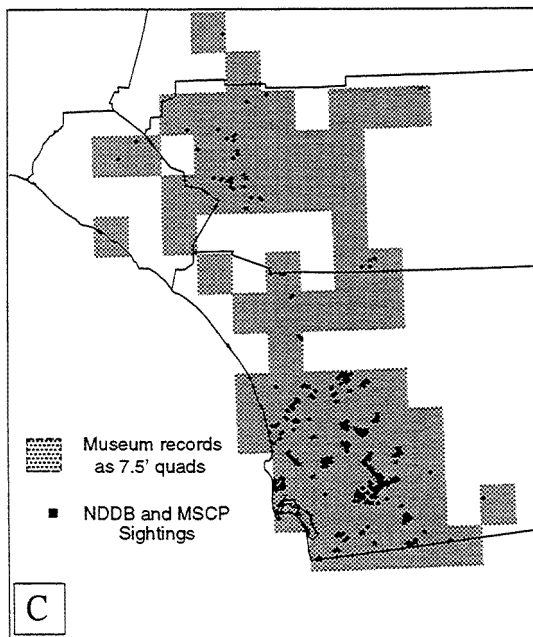 Museum records
as 7.5' quads
NDDB and MSCP
Sightings
C